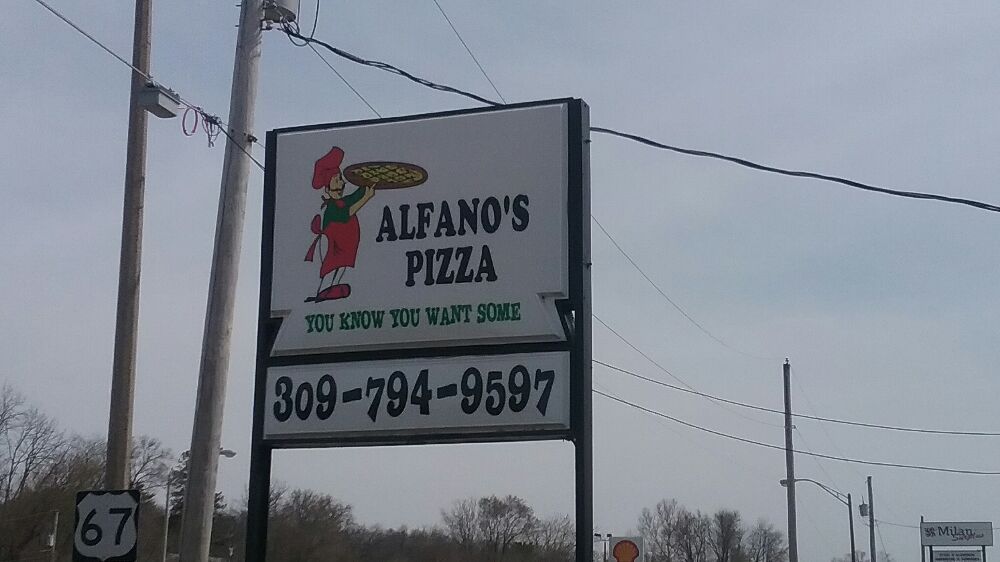 ALFANO'S
PIZZA
YOU KNOW YOU WANT SOME
309-794-9597
67
Milan